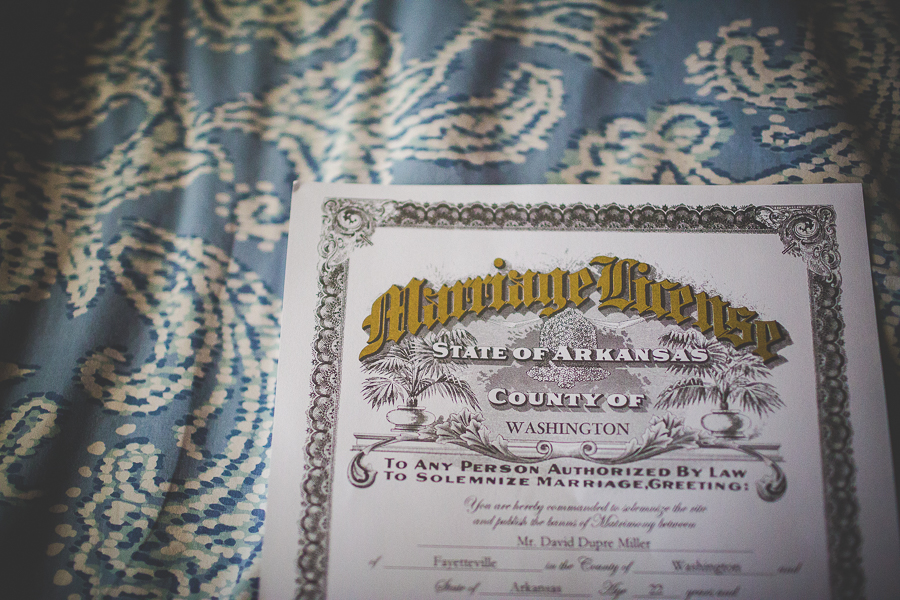 Marriage License
STATE OF ARKANSAS
COUNTY OF
WASHINGTON
TO ANY PERSON AUTHORIZED BY LAW
TO SOLEMNIZE MARRIAGE, GREETING:
You are hereby commanded to solemnize the rite
and publish the banns of Matrimony between
Mr. David Dupre Miller
of Fayetteville in the County of Washington and
State of Arkansas Age 22 years and